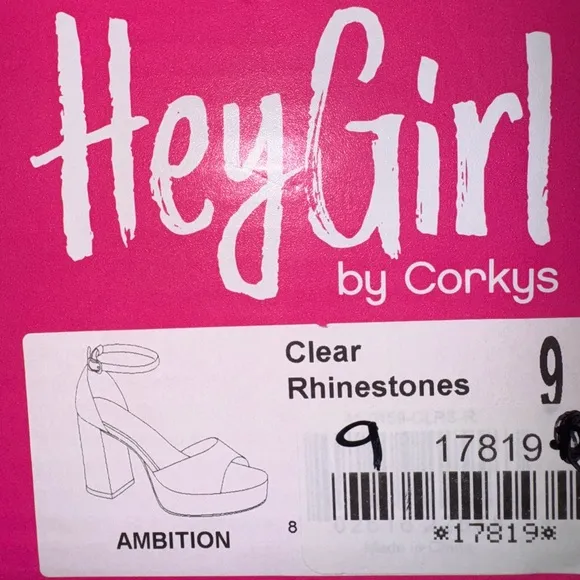 HeyGirl
by Corkys
Clear
Rhinestones
9
9
17819
*17819*
8
AMBITION